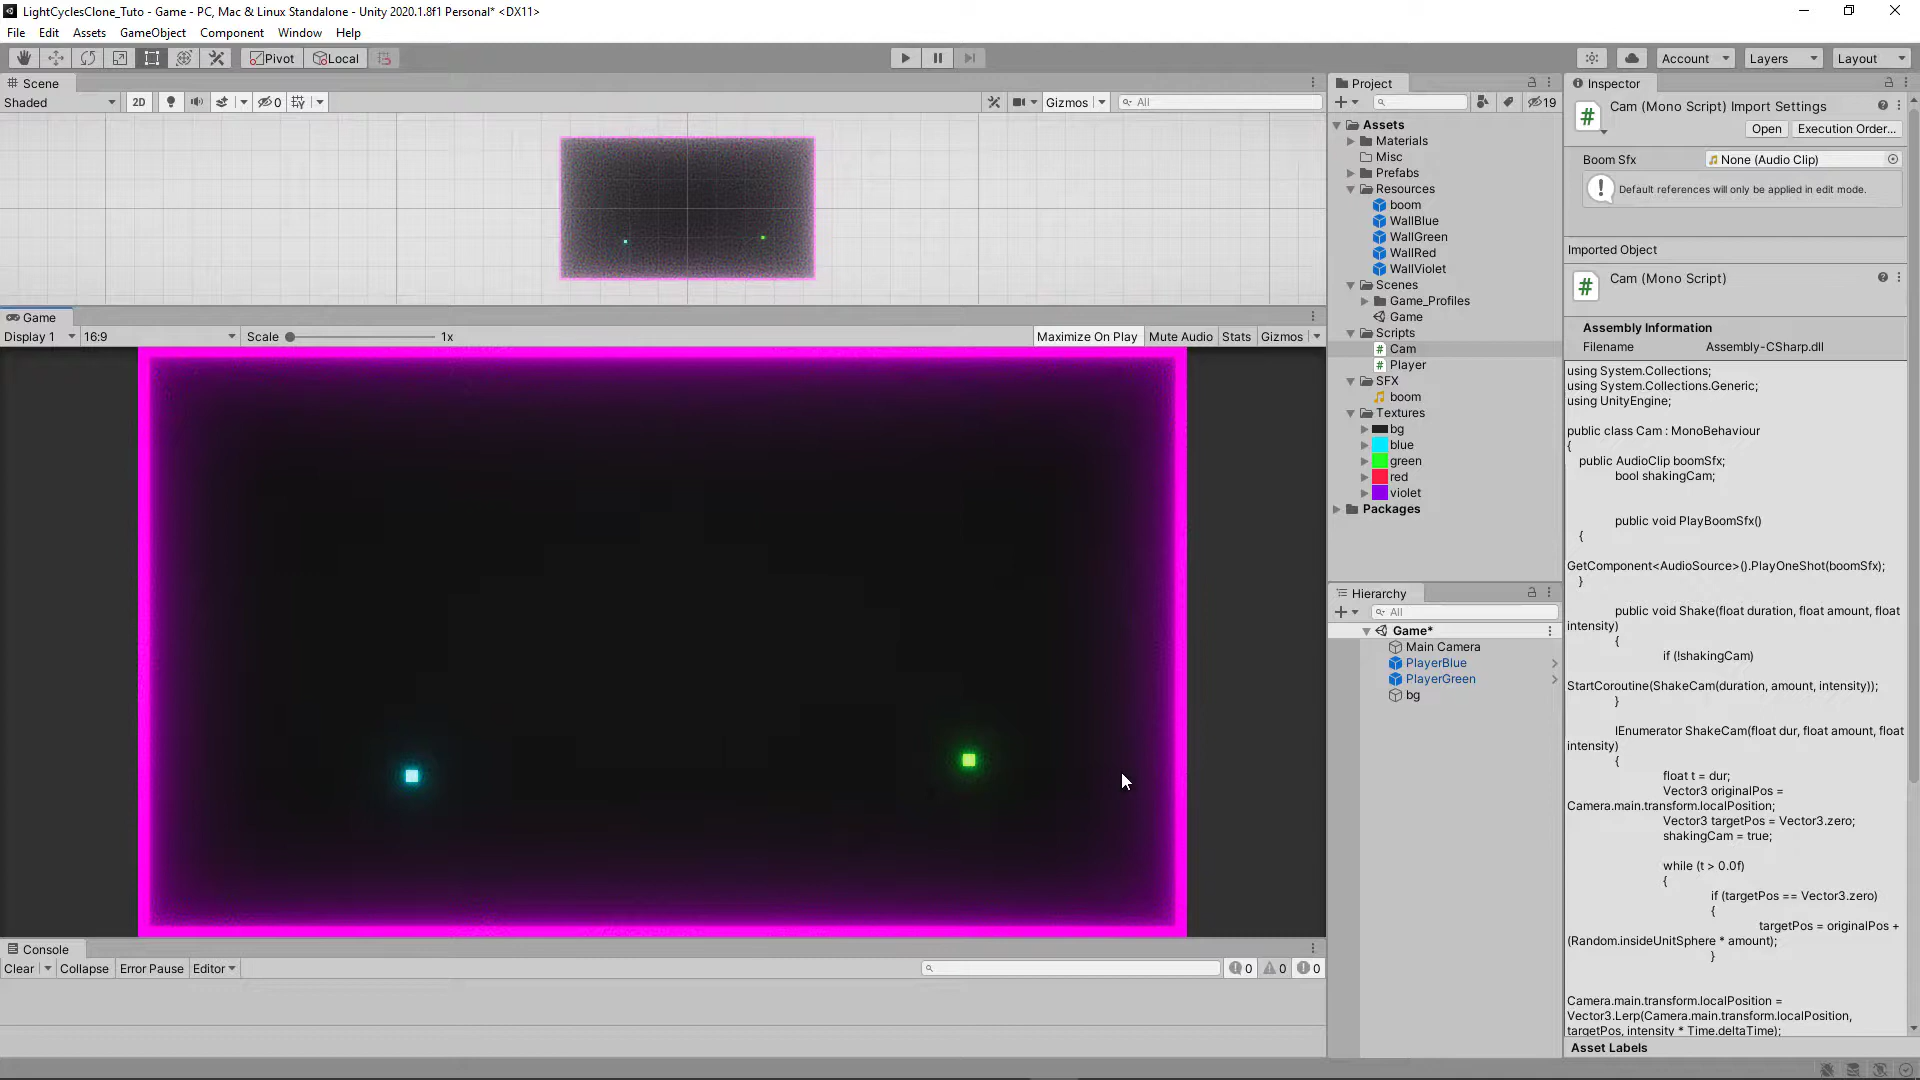 LightCyclesClone_Tuto - Game - PC, Mac & Linux Standalone - Unity 2020.1.8f1 Personal* <DX11>
File Edit Assets GameObject Component Window Help
Pivot Local Account Layers Layout
Scene
Shaded 2D 0 Gizmos All
Game
Display 1 16:9 Scale 1x Maximize On Play Mute Audio Stats Gizmos
Console
Clear Collapse Error Pause Editor 0 0 0
Project
19
Assets
Materials
Misc
Prefabs
Resources
boom
WallBlue
WallGreen
WallRed
WallViolet
Scenes
Game_Profiles
Game
Scripts
Cam
Player
SFX
boom
Textures
bg
blue
green
red
violet
Packages
Hierarchy
All
Game*
Main Camera
PlayerBlue
PlayerGreen
bg
Inspector
Cam (Mono Script) Import Settings
Open Execution Order...
Boom Sfx None (Audio Clip)
Default references will only be applied in edit mode.
Imported Object
Cam (Mono Script)
Assembly Information
Filename Assembly-CSharp.dll
using System.Collections;
using System.Collections.Generic;
using UnityEngine;
public class Cam : MonoBehaviour
{
public AudioClip boomSfx;
bool shakingCam;
public void PlayBoomSfx()
{
GetComponent<AudioSource>().PlayOneShot(boomSfx);
}
public void Shake(float duration, float amount, float
intensity)
{
if (!shakingCam)
StartCoroutine(ShakeCam(duration, amount, intensity));
}
IEnumerator ShakeCam(float dur, float amount, float
intensity)
{
float t = dur;
Vector3 originalPos =
Camera.main.transform.localPosition;
Vector3 targetPos = Vector3.zero;
shakingCam = true;
while (t > 0.0f)
{
if (targetPos == Vector3.zero)
{
targetPos = originalPos +
(Random.insideUnitSphere * amount);
}
Camera.main.transform.localPosition =
Vector3.Lerp(Camera.main.transform.localPosition,
targetPos, intensity * Time.deltaTime);
Asset Labels